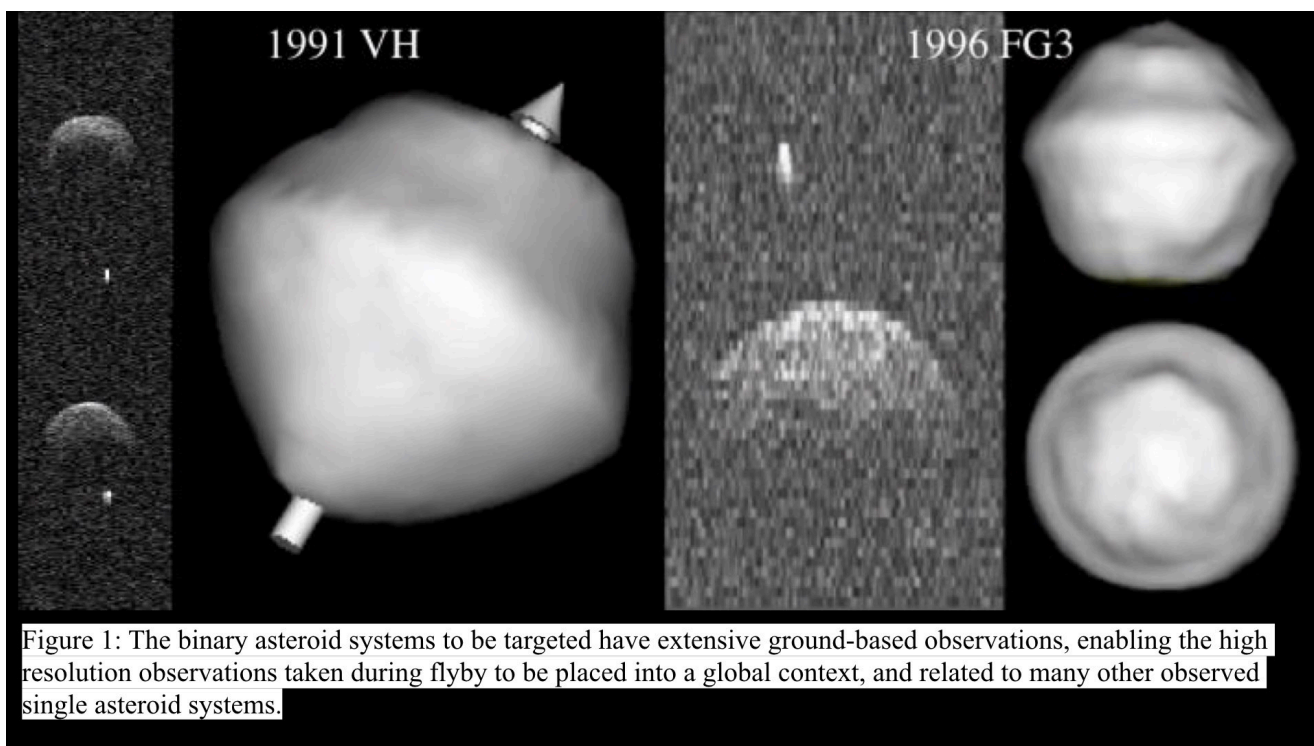 1991 VH
1996 FG3
Figure 1: The binary asteroid systems to be targeted have extensive ground-based observations, enabling the high
resolution observations taken during flyby to be placed into a global context, and related to many other observed
single asteroid systems.